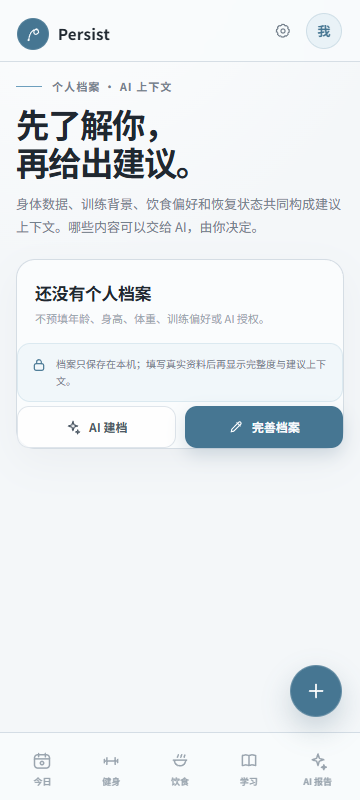 Persist
我
个人档案 · AI 上下文
先了解你，
再给出建议。
身体数据、训练背景、饮食偏好和恢复状态共同构成建议
上下文。哪些内容可以交给 AI，由你决定。
还没有个人档案
不预填年龄、身高、体重、训练偏好或 AI 授权。
档案只保存在本机；填写真实资料后再显示完整度与建议上下
文。
AI 建档
完善档案
今日
健身
饮食
学习
AI 报告